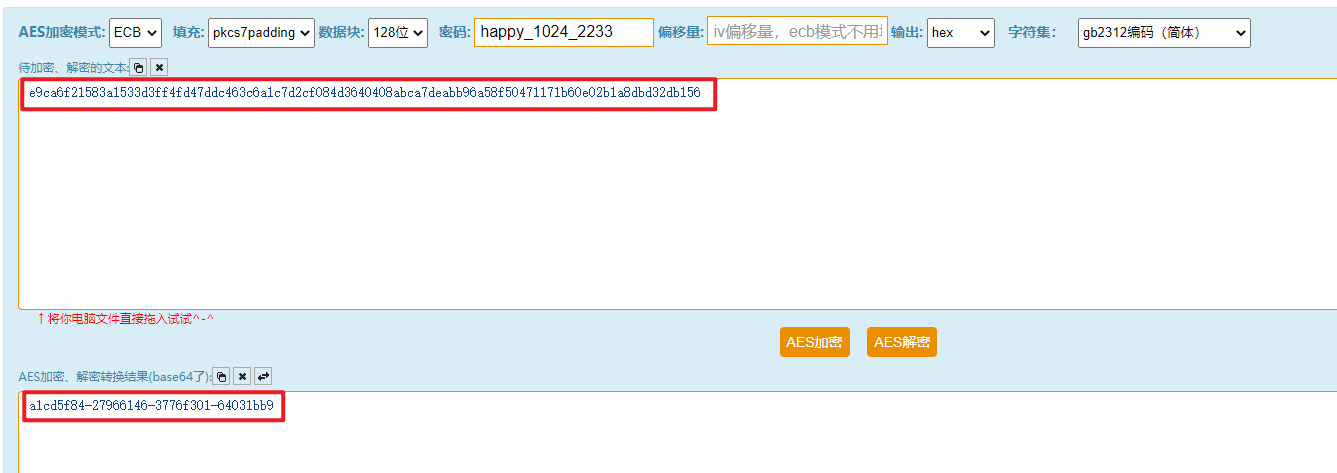 AES加密模式: ECB 填充: pkcs7padding 数据块: 128位 密码: happy_1024_2233 偏移量: iv偏移量，ecb模式不用填 输出: hex 字符集: gb2312编码（简体）
待加密、解密的文本:
e9ca6f21583a1533d3ff4fd47ddc463c6a1c7d2cf084d3640408abca7deabb96a58f50471171b60e02b1a8dbd32db156
↑将你电脑文件直接拖入试试^-^
AES加密 AES解密
AES加密、解密转换结果(base64了):
a1cd5f84-27966146-3776f301-64031bb9